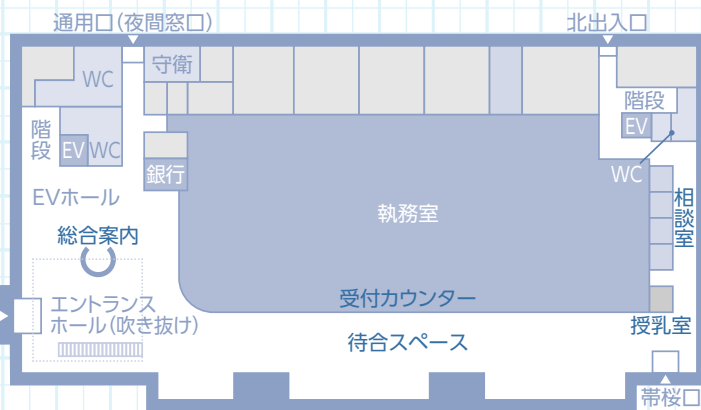 通用口(夜間窓口)
北出入口
守衛
WC
階段
EV
WC
銀行
階段
EV
WC
EVホール
執務室
相談室
総合案内
エントランス
ホール(吹き抜け)
受付カウンター
待合スペース
授乳室
帯桜口